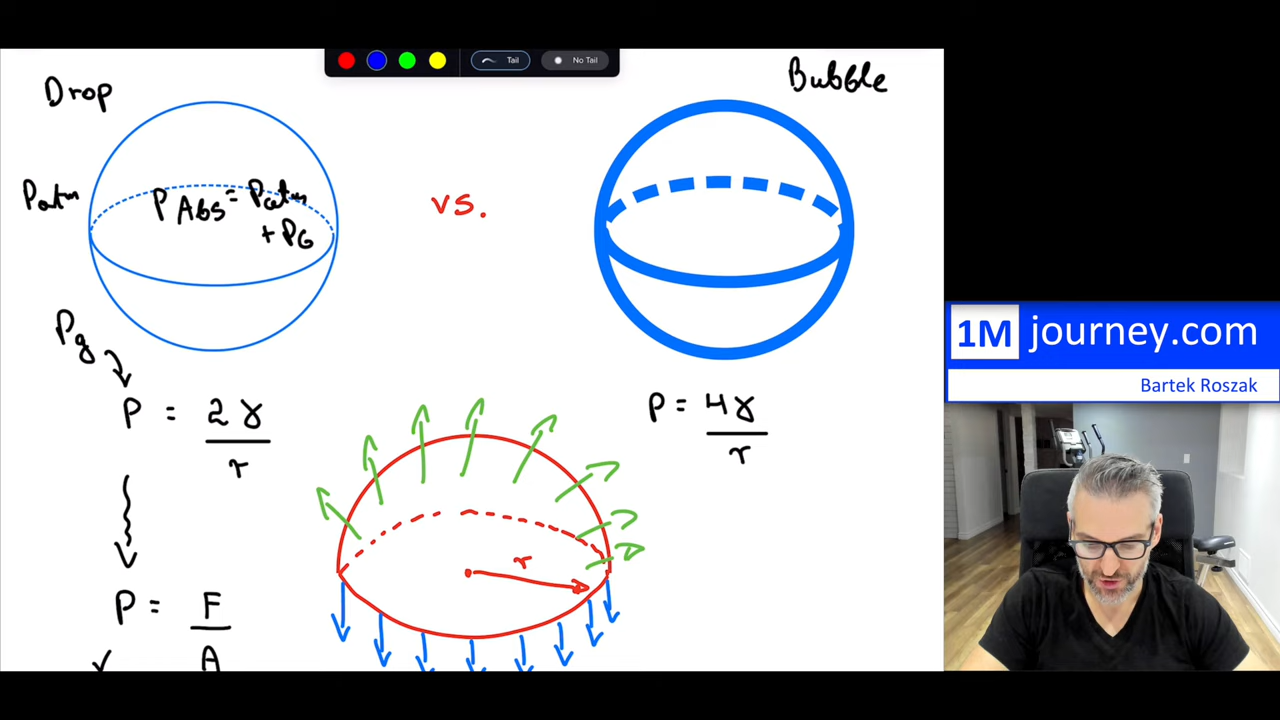 Tail
No Tail
Drop
Bubble
Patm
P Abs = Patm
+ PG
vs.
Pg
P = 2γ
r
P = 4γ
r
r
P = F
A
1M journey.com
Bartek Roszak